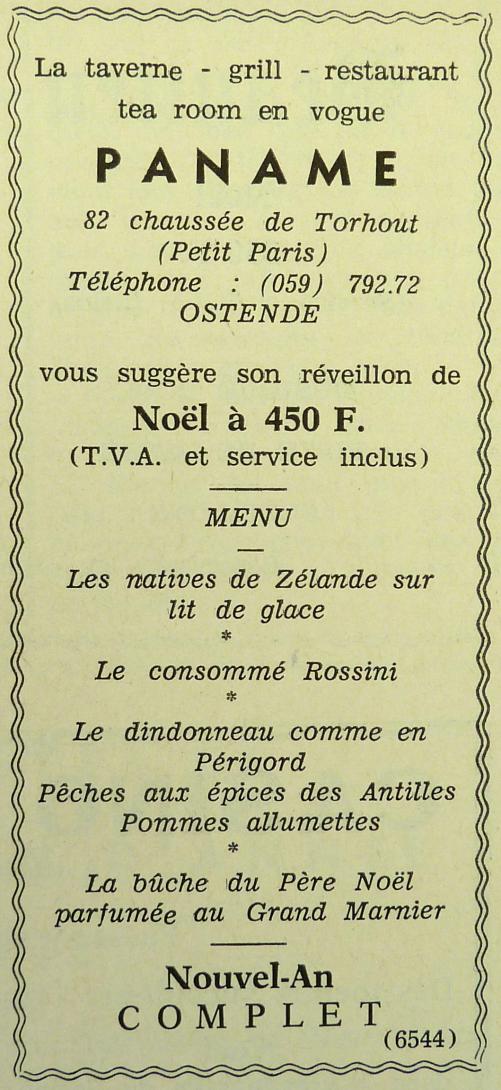 La taverne - grill - restaurant
tea room en vogue
PANAME
82 chaussée de Torhout
(Petit Paris)
Téléphone : (059) 792.72
OSTENDE
vous suggère son réveillon de
Noël à 450 F.
(T.V.A. et service inclus)
MENU
Les natives de Zélande sur
lit de glace
*
Le consommé Rossini
*
Le dindonneau comme en
Périgord
Pêches aux épices des Antilles
Pommes allumettes
*
La bûche du Père Noël
parfumée au Grand Marnier
Nouvel-An
COMPLET
(6544)